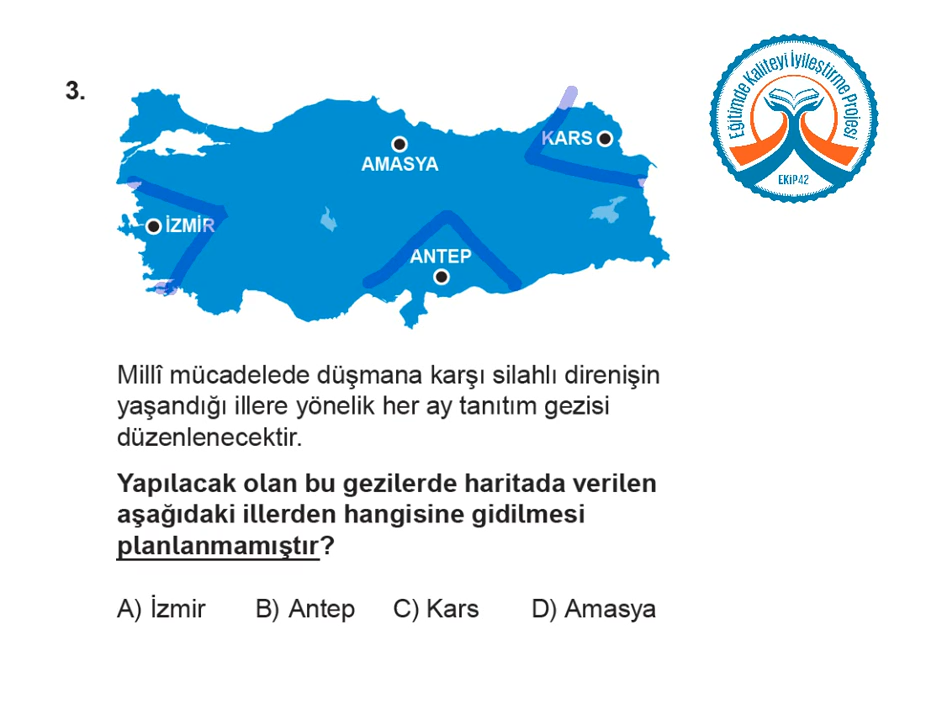 Eğitimde Kaliteyi İyileştirme Projesi
EKİP42
3.
KARS
AMASYA
İZMİR
ANTEP
Millî mücadelede düşmana karşı silahlı direnişin
yaşandığı illere yönelik her ay tanıtım gezisi
düzenlenecektir.
Yapılacak olan bu gezilerde haritada verilen
aşağıdaki illerden hangisine gidilmesi
planlanmamıştır?
A) İzmir B) Antep C) Kars D) Amasya